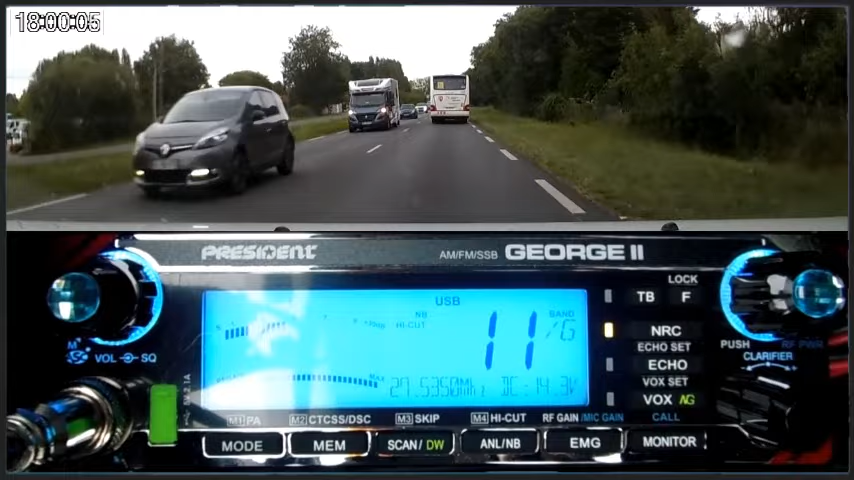 18:00:05
PRESIDENT
AM/FM/SSB GEORGE II
LOCK
TB F
USB
NB
HI-CUT
BAND
11/G
27.5350MHz DC-14.3V
NRC
ECHO SET
ECHO
VOX SET
VOX NG
CALL
VOL SQ
PUSH RF PWR
CLARIFIER
2.1A
M1 PA M2 CTCSS/DSC M3 SKIP M4 HI-CUT RF GAIN/MIC GAIN
MODE MEM SCAN/DW ANL/NB EMG MONITOR